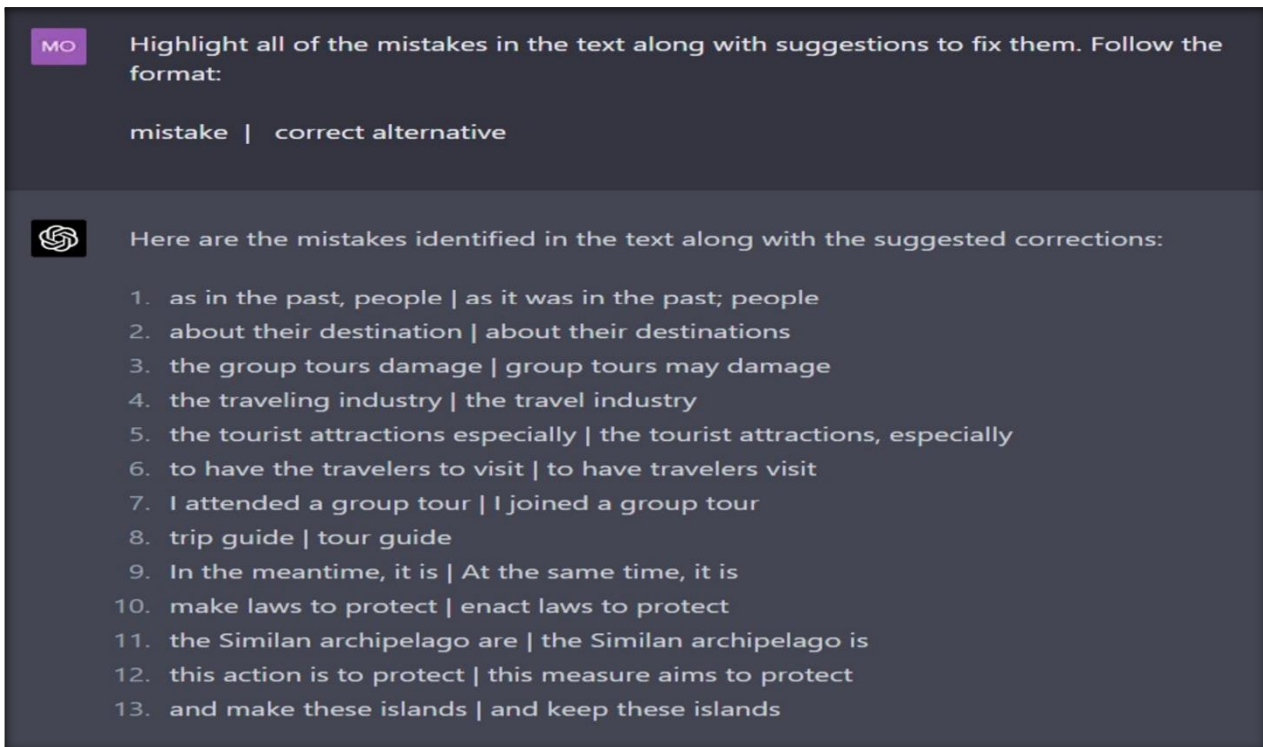 MO
Highlight all of the mistakes in the text along with suggestions to fix them. Follow the
format:
mistake | correct alternative
Here are the mistakes identified in the text along with the suggested corrections:
1. as in the past, people | as it was in the past; people
2. about their destination | about their destinations
3. the group tours damage | group tours may damage
4. the traveling industry | the travel industry
5. the tourist attractions especially | the tourist attractions, especially
6. to have the travelers to visit | to have travelers visit
7. I attended a group tour | I joined a group tour
8. trip guide | tour guide
9. In the meantime, it is | At the same time, it is
10. make laws to protect | enact laws to protect
11. the Similan archipelago are | the Similan archipelago is
12. this action is to protect | this measure aims to protect
13. and make these islands | and keep these islands